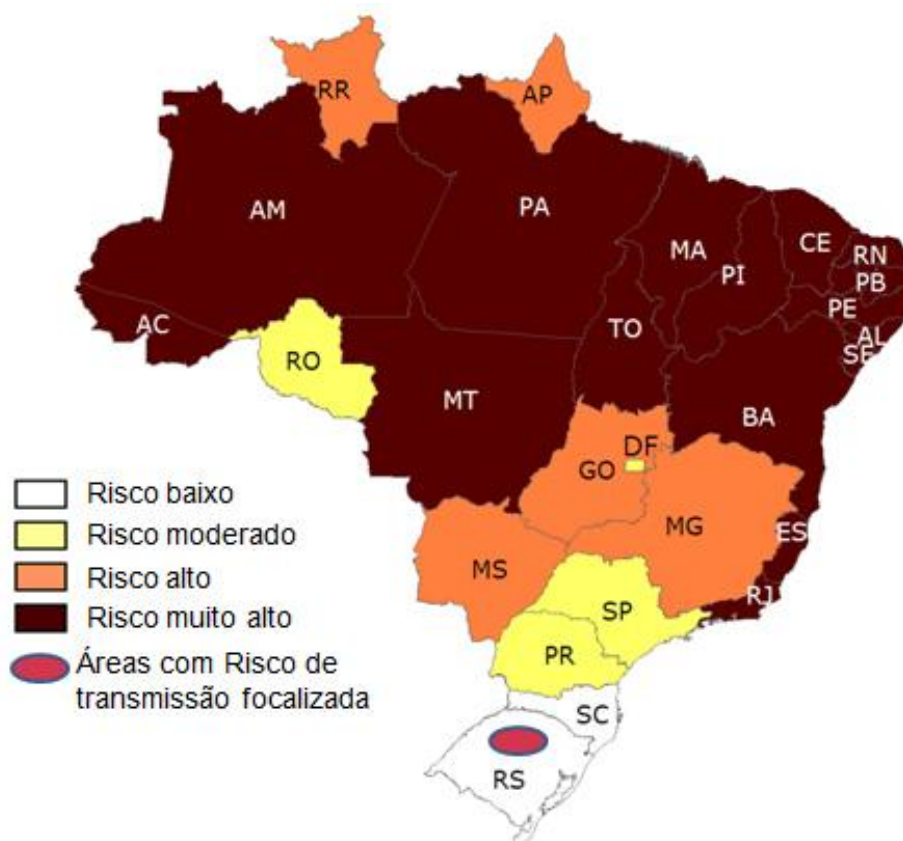 RR
AP
AM
PA
MA
CE
RN
PB
PI
PE
AL
SE
AC
TO
RO
MT
BA
DF
GO
MG
ES
MS
RJ
SP
PR
SC
RS
Risco baixo
Risco moderado
Risco alto
Risco muito alto
Áreas com Risco de
transmissão focalizada